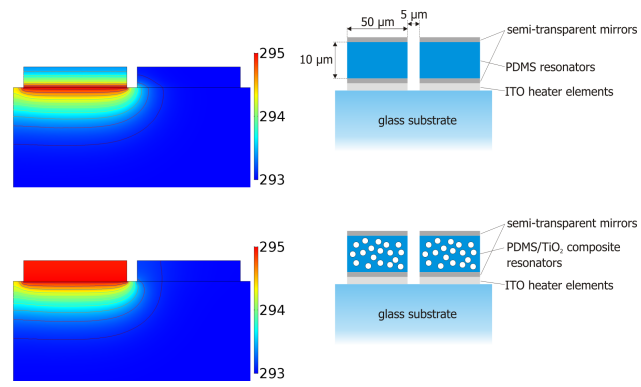 295
294
293
50 µm
5 µm
10 µm
semi-transparent mirrors
PDMS resonators
ITO heater elements
glass substrate
295
294
293
semi-transparent mirrors
PDMS/TiO₂ composite
resonators
ITO heater elements
glass substrate